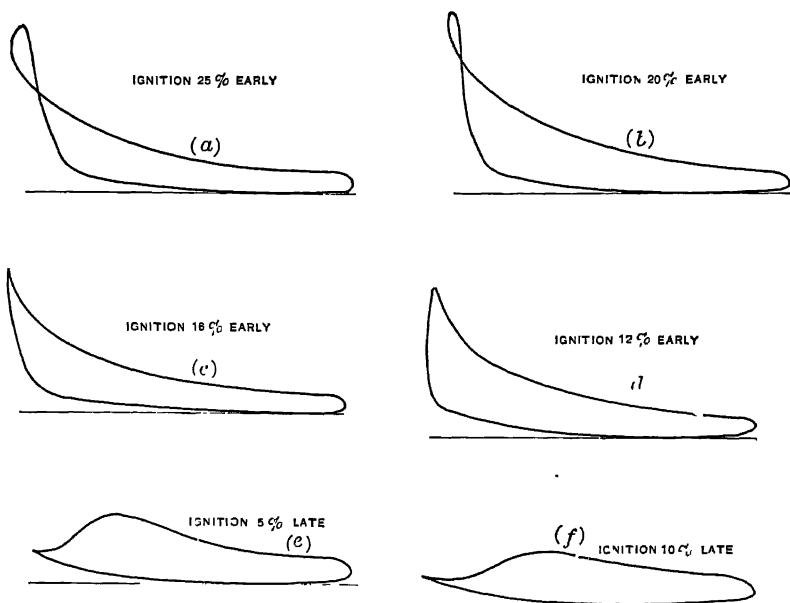 IGNITION 25% EARLY
(a)
IGNITION 20% EARLY
(b)
IGNITION 16% EARLY
(c)
IGNITION 12% EARLY
d
IGNITION 5% LATE
(e)
(f)
IGNITION 10% LATE